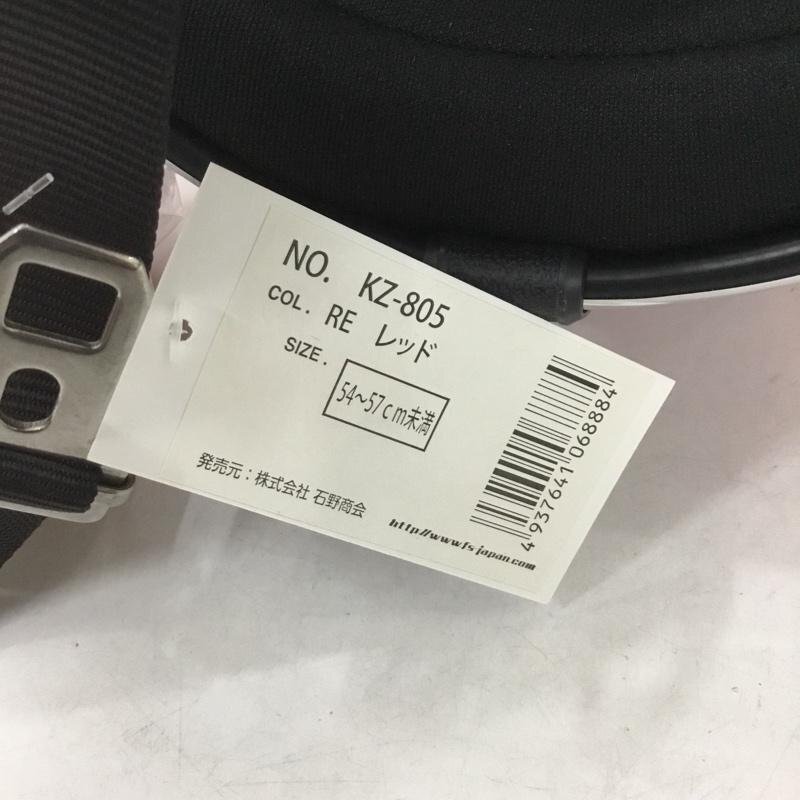 NO. KZ-805
COL. RE レッド
SIZE.
54～57cm未満
発売元：株式会社 石野商会
http://www.fs-japan.com
4937641068884